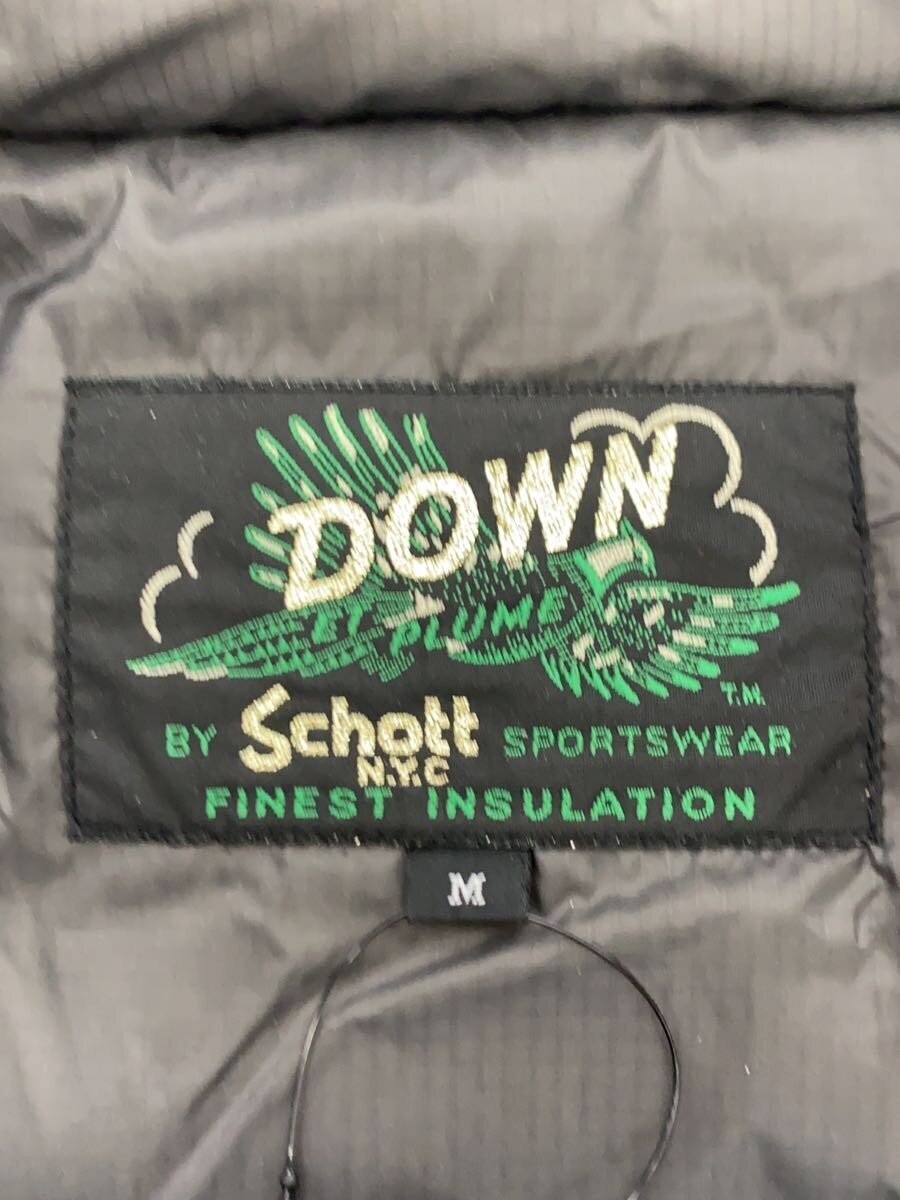 DOWN
ET PLUME
T.M.
BY Schott SPORTSWEAR
N.Y.C
FINEST INSULATION
M